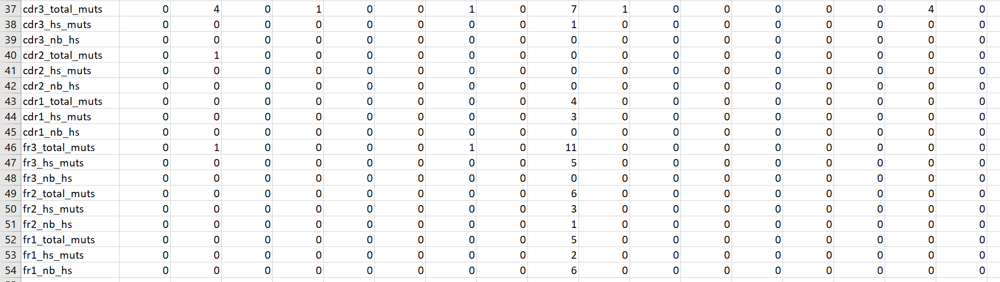 37 cdr3_total_muts 0 4 0 1 0 0 1 0 7 1 0 0 0 0 0 4 0
38 cdr3_hs_muts 0 0 0 0 0 0 0 0 1 0 0 0 0 0 0 0 0
39 cdr3_nb_hs 0 0 0 0 0 0 0 0 0 0 0 0 0 0 0 0 0
40 cdr2_total_muts 0 1 0 0 0 0 0 0 0 0 0 0 0 0 0 0 0
41 cdr2_hs_muts 0 0 0 0 0 0 0 0 0 0 0 0 0 0 0 0 0
42 cdr2_nb_hs 0 0 0 0 0 0 0 0 0 0 0 0 0 0 0 0 0
43 cdr1_total_muts 0 0 0 0 0 0 0 0 4 0 0 0 0 0 0 0 0
44 cdr1_hs_muts 0 0 0 0 0 0 0 0 3 0 0 0 0 0 0 0 0
45 cdr1_nb_hs 0 0 0 0 0 0 0 0 0 0 0 0 0 0 0 0 0
46 fr3_total_muts 0 1 0 0 0 0 1 0 11 0 0 0 0 0 0 0 0
47 fr3_hs_muts 0 0 0 0 0 0 0 0 5 0 0 0 0 0 0 0 0
48 fr3_nb_hs 0 0 0 0 0 0 0 0 0 0 0 0 0 0 0 0 0
49 fr2_total_muts 0 0 0 0 0 0 0 0 6 0 0 0 0 0 0 0 0
50 fr2_hs_muts 0 0 0 0 0 0 0 0 3 0 0 0 0 0 0 0 0
51 fr2_nb_hs 0 0 0 0 0 0 0 0 1 0 0 0 0 0 0 0 0
52 fr1_total_muts 0 0 0 0 0 0 0 0 5 0 0 0 0 0 0 0 0
53 fr1_hs_muts 0 0 0 0 0 0 0 0 2 0 0 0 0 0 0 0 0
54 fr1_nb_hs 0 0 0 0 0 0 0 0 6 0 0 0 0 0 0 0 0